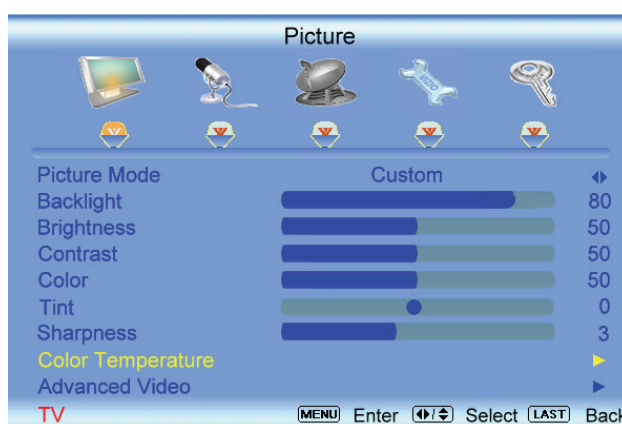 Picture
VIZIO
Picture Mode Custom
Backlight 80
Brightness 50
Contrast 50
Color 50
Tint 0
Sharpness 3
Color Temperature
Advanced Video
TV MENU Enter Select LAST Back